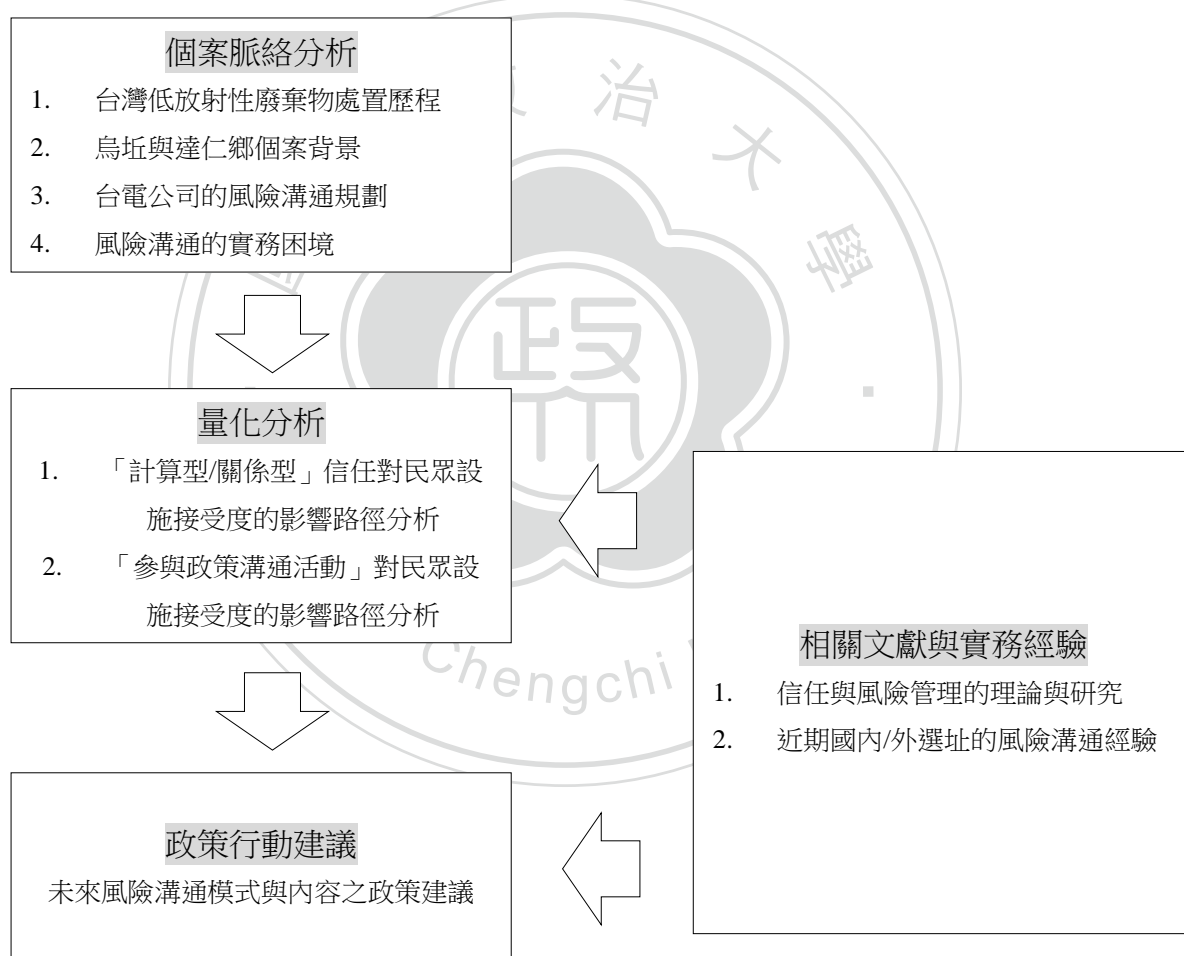 個案脈絡分析
1. 台灣低放射性廢棄物處置歷程
2. 烏坵與達仁鄉個案背景
3. 台電公司的風險溝通規劃
4. 風險溝通的實務困境
量化分析
1. 「計算型/關係型」信任對民眾設
施接受度的影響路徑分析
2. 「參與政策溝通活動」對民眾設
施接受度的影響路徑分析
相關文獻與實務經驗
1. 信任與風險管理的理論與研究
2. 近期國內/外選址的風險溝通經驗
政策行動建議
未來風險溝通模式與內容之政策建議
治大學
政
Chengchi